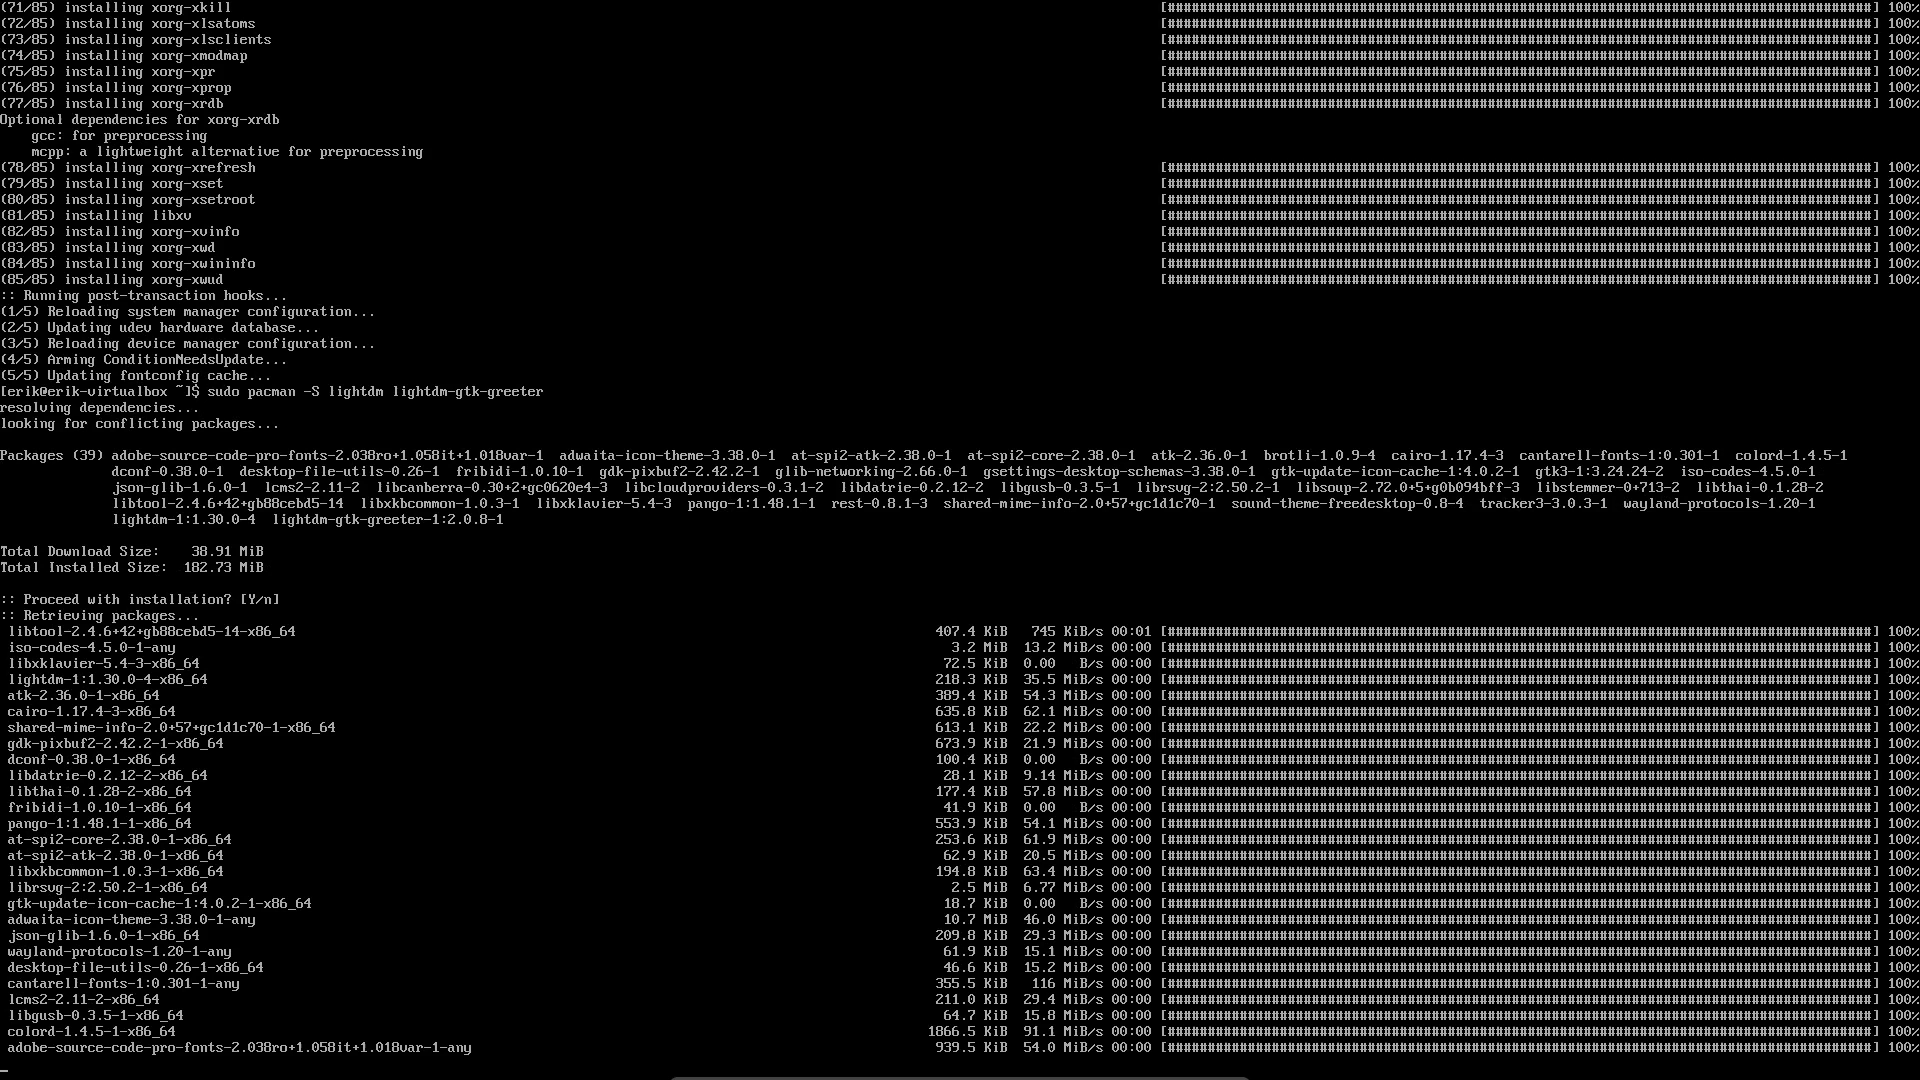 (71/85) installing xorg-xkill [##########################################################################################] 100%
(72/85) installing xorg-xlsatoms [##########################################################################################] 100%
(73/85) installing xorg-xlsclients [##########################################################################################] 100%
(74/85) installing xorg-xmodmap [##########################################################################################] 100%
(75/85) installing xorg-xpr [##########################################################################################] 100%
(76/85) installing xorg-xprop [##########################################################################################] 100%
(77/85) installing xorg-xrdb [##########################################################################################] 100%
Optional dependencies for xorg-xrdb
gcc: for preprocessing
mcpp: a lightweight alternative for preprocessing
(78/85) installing xorg-xrefresh [##########################################################################################] 100%
(79/85) installing xorg-xset [##########################################################################################] 100%
(80/85) installing xorg-xsetroot [##########################################################################################] 100%
(81/85) installing libxv [##########################################################################################] 100%
(82/85) installing xorg-xvinfo [##########################################################################################] 100%
(83/85) installing xorg-xwd [##########################################################################################] 100%
(84/85) installing xorg-xwininfo [##########################################################################################] 100%
(85/85) installing xorg-xwud [##########################################################################################] 100%
:: Running post-transaction hooks...
(1/5) Reloading system manager configuration...
(2/5) Updating udev hardware database...
(3/5) Reloading device manager configuration...
(4/5) Arming ConditionNeedsUpdate...
(5/5) Updating fontconfig cache...
[erik@erik-virtualbox ~]$ sudo pacman -S lightdm lightdm-gtk-greeter
resolving dependencies...
looking for conflicting packages...
Packages (39) adobe-source-code-pro-fonts-2.038ro+1.058it+1.018var-1 adwaita-icon-theme-3.38.0-1 at-spi2-atk-2.38.0-1 at-spi2-core-2.38.0-1 atk-2.36.0-1 brotli-1.0.9-4 cairo-1.17.4-3 cantarell-fonts-1:0.301-1 colord-1.4.5-1
dconf-0.38.0-1 desktop-file-utils-0.26-1 fribidi-1.0.10-1 gdk-pixbuf2-2.42.2-1 glib-networking-2.66.0-1 gsettings-desktop-schemas-3.38.0-1 gtk-update-icon-cache-1:4.0.2-1 gtk3-1:3.24.24-2 iso-codes-4.5.0-1
json-glib-1.6.0-1 lcms2-2.11-2 libcanberra-0.30+2+gc0620e4-3 libcloudproviders-0.3.1-2 libdatrie-0.2.12-2 libgusb-0.3.5-1 librsvg-2:2.50.2-1 libsoup-2.72.0+5+g0b094bff-3 libstemmer-0+713-2 libthai-0.1.28-2
libtool-2.4.6+42+gb88cebd5-14 libxkbcommon-1.0.3-1 libxklavier-5.4-3 pango-1:1.48.1-1 rest-0.8.1-3 shared-mime-info-2.0+57+gc1d1c70-1 sound-theme-freedesktop-0.8-4 tracker3-3.0.3-1 wayland-protocols-1.20-1
lightdm-1:1.30.0-4 lightdm-gtk-greeter-1:2.0.8-1
Total Download Size: 38.91 MiB
Total Installed Size: 182.73 MiB
:: Proceed with installation? [Y/n]
:: Retrieving packages...
libtool-2.4.6+42+gb88cebd5-14-x86_64 407.4 KiB 745 KiB/s 00:01 [##########################################################################################] 100%
iso-codes-4.5.0-1-any 3.2 MiB 13.2 MiB/s 00:00 [##########################################################################################] 100%
libxklavier-5.4-3-x86_64 72.5 KiB 0.00 B/s 00:00 [##########################################################################################] 100%
lightdm-1:1.30.0-4-x86_64 218.3 KiB 35.5 MiB/s 00:00 [##########################################################################################] 100%
atk-2.36.0-1-x86_64 389.4 KiB 54.3 MiB/s 00:00 [##########################################################################################] 100%
cairo-1.17.4-3-x86_64 635.8 KiB 62.1 MiB/s 00:00 [##########################################################################################] 100%
shared-mime-info-2.0+57+gc1d1c70-1-x86_64 613.1 KiB 22.2 MiB/s 00:00 [##########################################################################################] 100%
gdk-pixbuf2-2.42.2-1-x86_64 673.9 KiB 21.9 MiB/s 00:00 [##########################################################################################] 100%
dconf-0.38.0-1-x86_64 100.4 KiB 0.00 B/s 00:00 [##########################################################################################] 100%
libdatrie-0.2.12-2-x86_64 28.1 KiB 9.14 MiB/s 00:00 [##########################################################################################] 100%
libthai-0.1.28-2-x86_64 177.4 KiB 57.8 MiB/s 00:00 [##########################################################################################] 100%
fribidi-1.0.10-1-x86_64 41.9 KiB 0.00 B/s 00:00 [##########################################################################################] 100%
pango-1:1.48.1-1-x86_64 553.9 KiB 54.1 MiB/s 00:00 [##########################################################################################] 100%
at-spi2-core-2.38.0-1-x86_64 253.6 KiB 61.9 MiB/s 00:00 [##########################################################################################] 100%
at-spi2-atk-2.38.0-1-x86_64 62.9 KiB 20.5 MiB/s 00:00 [##########################################################################################] 100%
libxkbcommon-1.0.3-1-x86_64 194.8 KiB 63.4 MiB/s 00:00 [##########################################################################################] 100%
librsvg-2:2.50.2-1-x86_64 2.5 MiB 6.77 MiB/s 00:00 [##########################################################################################] 100%
gtk-update-icon-cache-1:4.0.2-1-x86_64 18.7 KiB 0.00 B/s 00:00 [##########################################################################################] 100%
adwaita-icon-theme-3.38.0-1-any 10.7 MiB 46.0 MiB/s 00:00 [##########################################################################################] 100%
json-glib-1.6.0-1-x86_64 209.8 KiB 29.3 MiB/s 00:00 [##########################################################################################] 100%
wayland-protocols-1.20-1-any 61.9 KiB 15.1 MiB/s 00:00 [##########################################################################################] 100%
desktop-file-utils-0.26-1-x86_64 46.6 KiB 15.2 MiB/s 00:00 [##########################################################################################] 100%
cantarell-fonts-1:0.301-1-any 355.5 KiB 116 MiB/s 00:00 [##########################################################################################] 100%
lcms2-2.11-2-x86_64 211.0 KiB 29.4 MiB/s 00:00 [##########################################################################################] 100%
libgusb-0.3.5-1-x86_64 64.7 KiB 15.8 MiB/s 00:00 [##########################################################################################] 100%
colord-1.4.5-1-x86_64 1866.5 KiB 91.1 MiB/s 00:00 [##########################################################################################] 100%
adobe-source-code-pro-fonts-2.038ro+1.058it+1.018var-1-any 939.5 KiB 54.0 MiB/s 00:00 [##########################################################################################] 100%